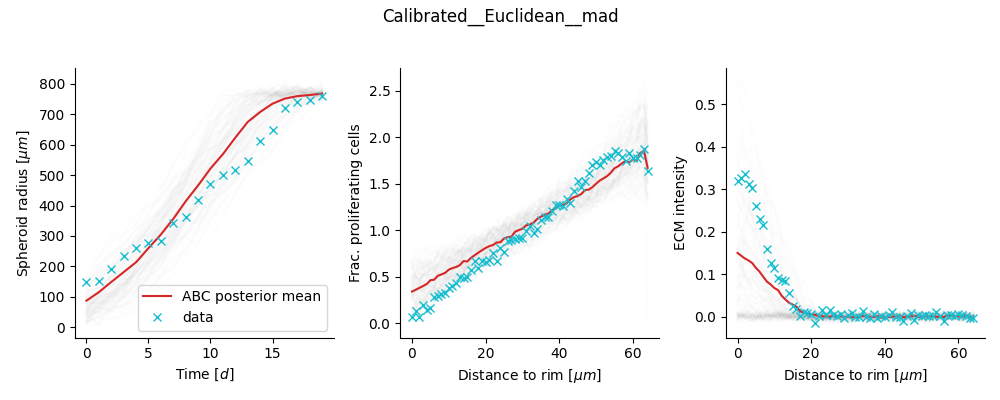 Calibrated__Euclidean__mad
Spheroid radius [μm]
800
700
600
500
400
300
200
100
0
0 5 10 15
Time [d]
ABC posterior mean
data
Frac. proliferating cells
2.5
2.0
1.5
1.0
0.5
0.0
0 20 40 60
Distance to rim [μm]
ECM intensity
0.5
0.4
0.3
0.2
0.1
0.0
0 20 40 60
Distance to rim [μm]